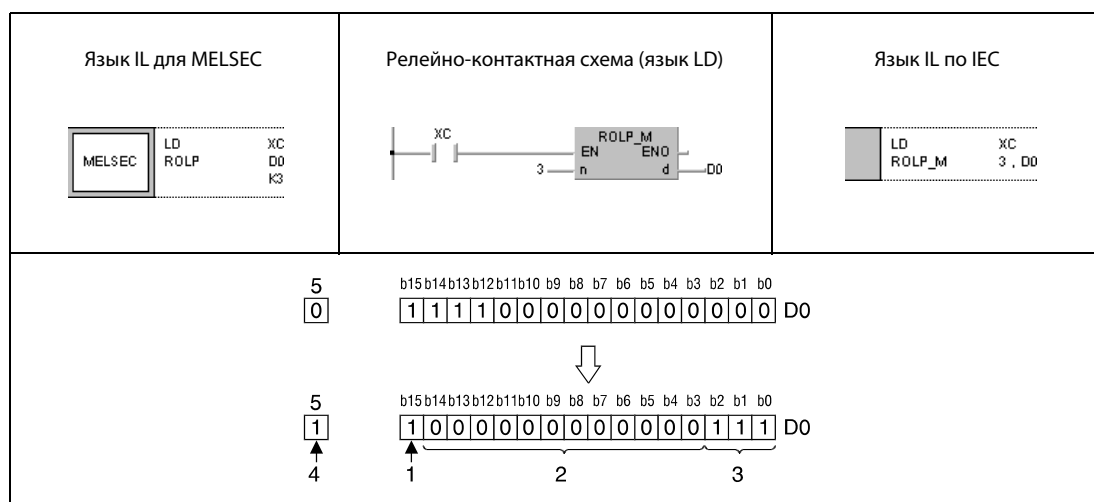 Язык IL для MELSEC
Релейно-контактная схема (язык LD)
Язык IL по IEC
MELSEC
LD XC
ROLP D0
K3
XC
ROLP_M
EN ENO
3 n d D0
LD XC
ROLP_M 3 , D0
5 b15 b14 b13 b12 b11 b10 b9 b8 b7 b6 b5 b4 b3 b2 b1 b0
0 1 1 1 1 0 0 0 0 0 0 0 0 0 0 0 0 D0
5 b15 b14 b13 b12 b11 b10 b9 b8 b7 b6 b5 b4 b3 b2 b1 b0
1 1 0 0 0 0 0 0 0 0 0 0 0 0 1 1 1 D0
4 1 2 3